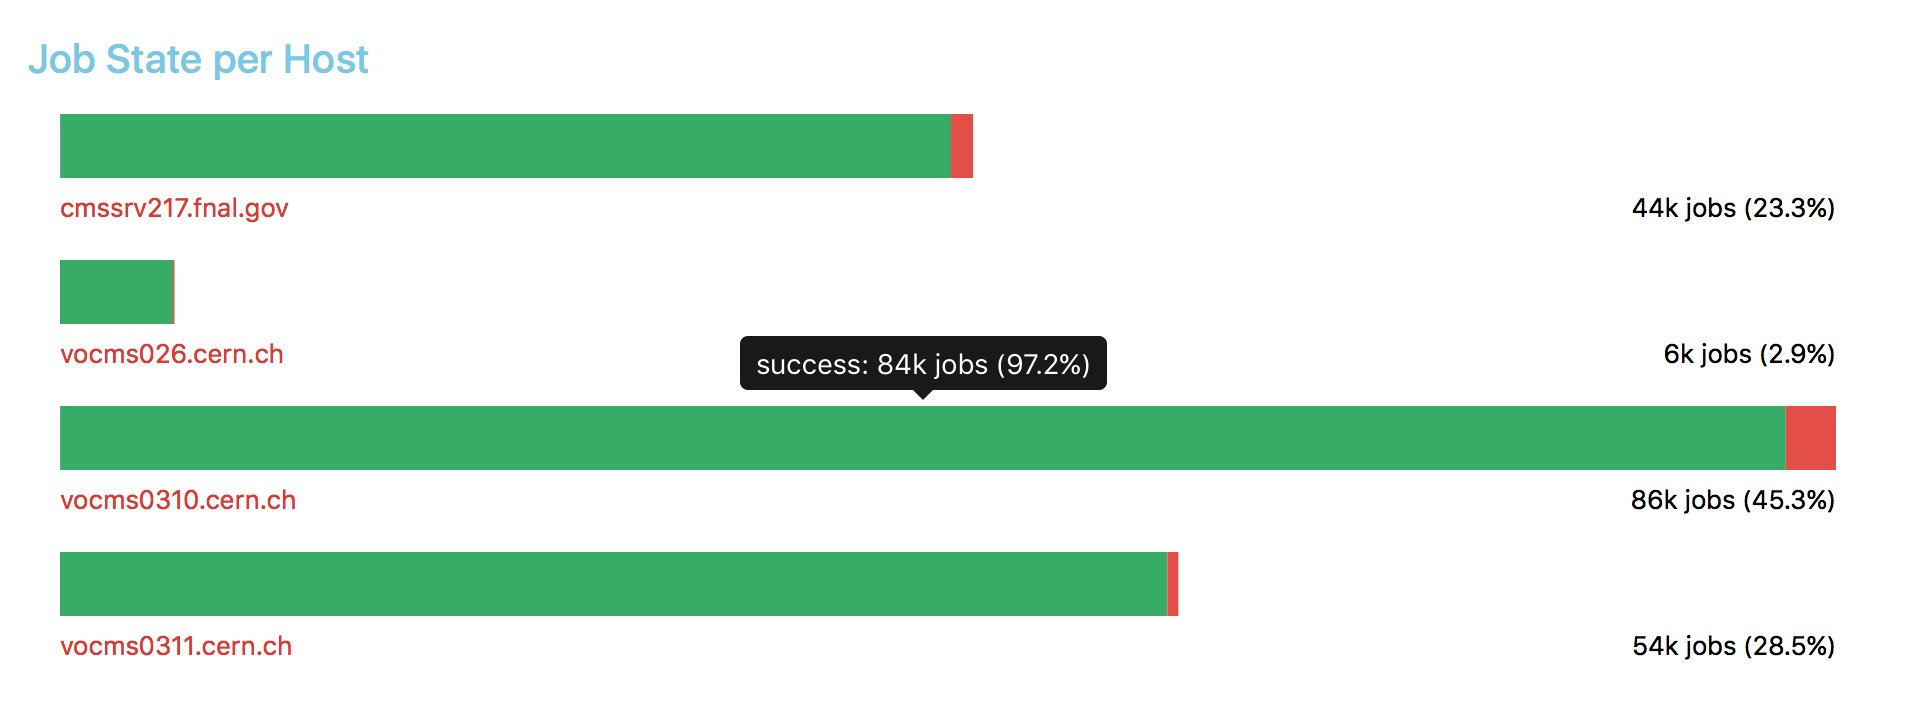 Job State per Host
cmssrv217.fnal.gov
44k jobs (23.3%)
vocms026.cern.ch
6k jobs (2.9%)
success: 84k jobs (97.2%)
vocms0310.cern.ch
86k jobs (45.3%)
vocms0311.cern.ch
54k jobs (28.5%)